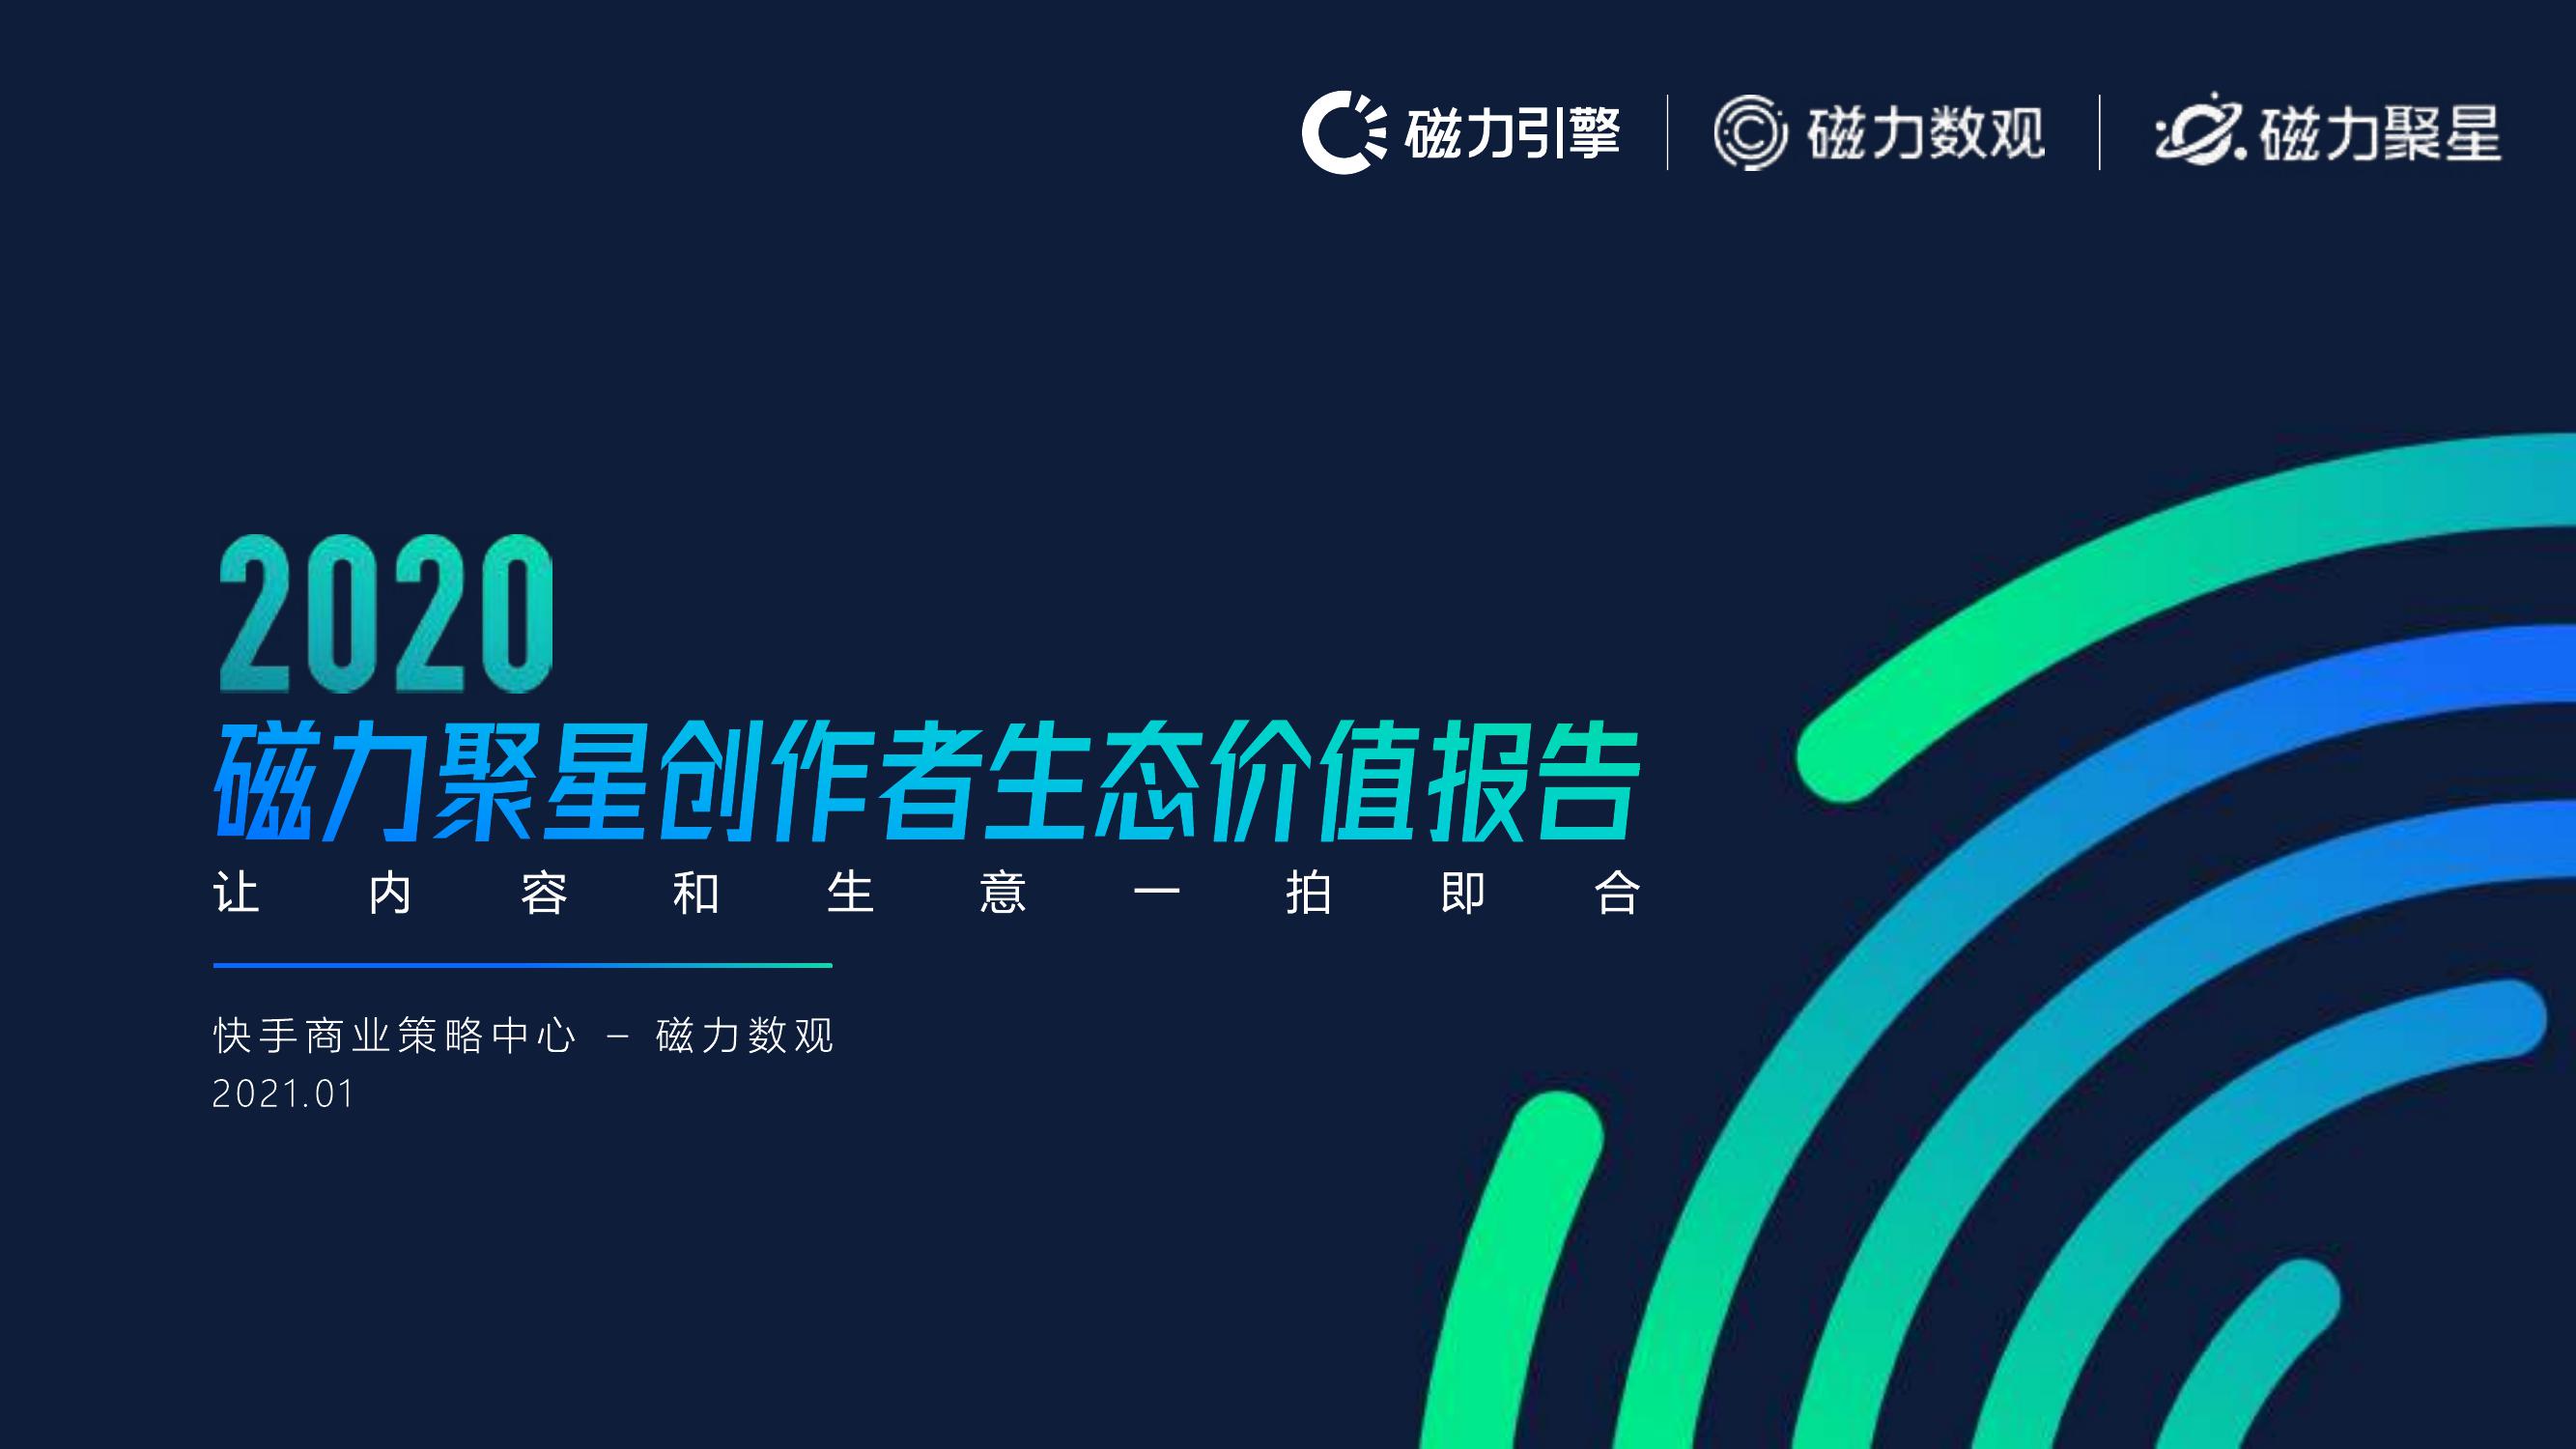 磁力引擎
磁力数观
磁力聚星
2020
磁力聚星创作者生态价值报告
让内容和生意一拍即合
快手商业策略中心 – 磁力数观
2021.01